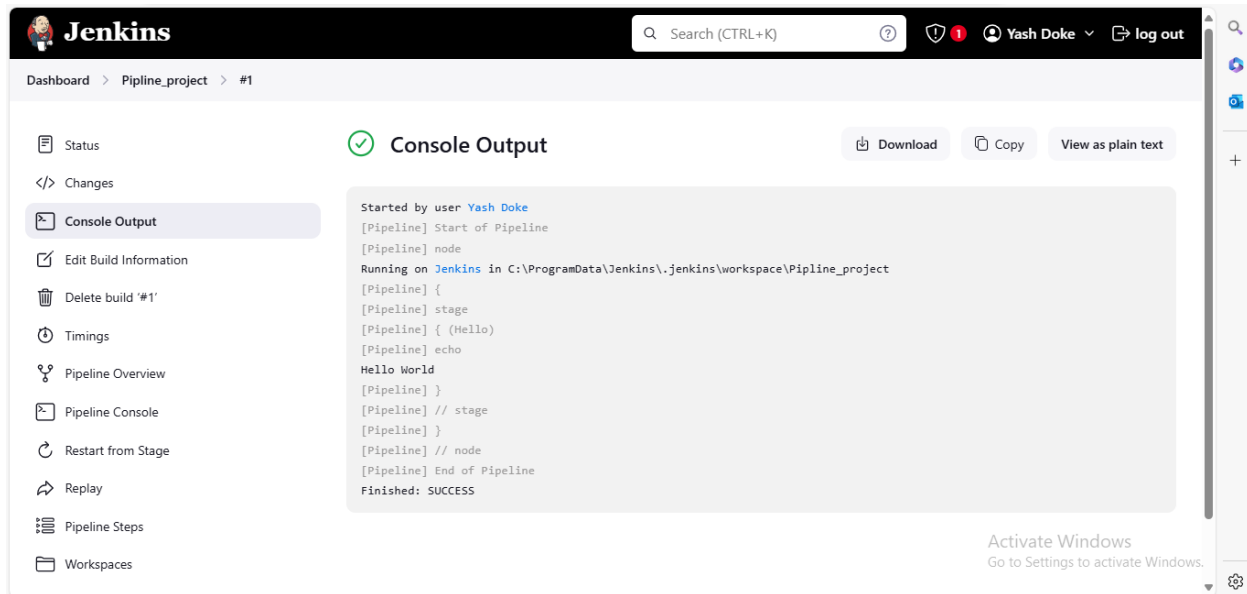 Jenkins
Search (CTRL+K)
?
1
Yash Doke
log out
Dashboard > Pipline_project > #1
Status
Changes
Console Output
Edit Build Information
Delete build ‘#1’
Timings
Pipeline Overview
Pipeline Console
Restart from Stage
Replay
Pipeline Steps
Workspaces
Console Output
Download
Copy
View as plain text
Started by user Yash Doke
[Pipeline] Start of Pipeline
[Pipeline] node
Running on Jenkins in C:\ProgramData\Jenkins\.jenkins\workspace\Pipline_project
[Pipeline] {
[Pipeline] stage
[Pipeline] { (Hello)
[Pipeline] echo
Hello World
[Pipeline] }
[Pipeline] // stage
[Pipeline] }
[Pipeline] // node
[Pipeline] End of Pipeline
Finished: SUCCESS
Activate Windows
Go to Settings to activate Windows.